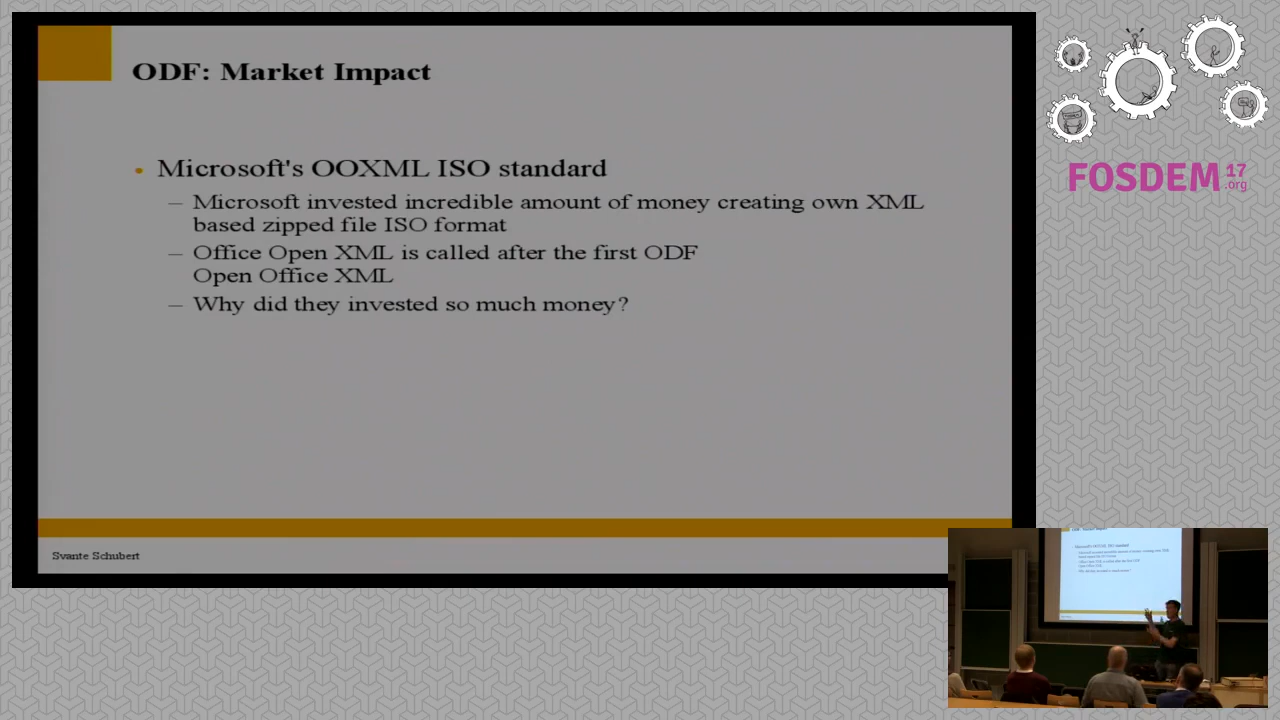 ODF: Market Impact
Microsoft's OOXML ISO standard
– Microsoft invested incredible amount of money creating own XML
based zipped file ISO format
– Office Open XML is called after the first ODF
Open Office XML
– Why did they invested so much money?
Svante Schubert
FOSDEM 17
.org